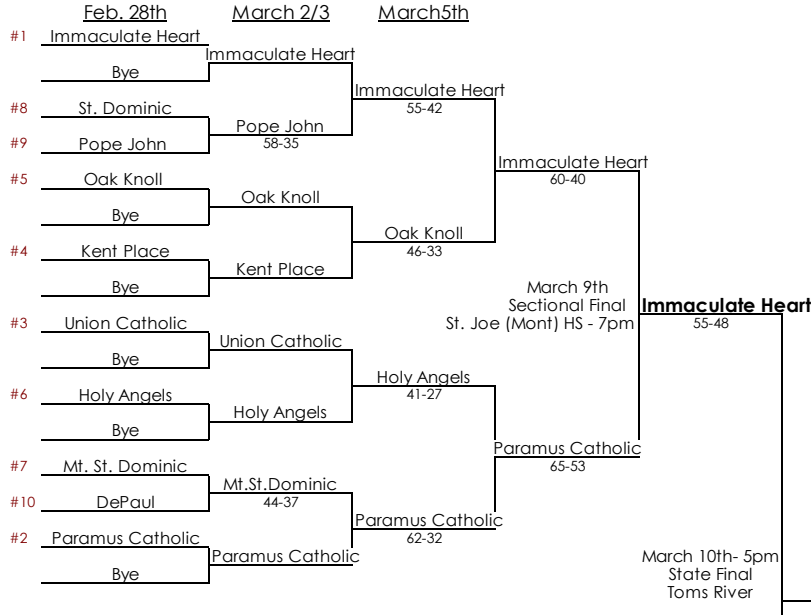 Feb. 28th March 2/3 March5th
#1 Immaculate Heart
Immaculate Heart
Bye
Immaculate Heart
55-42
#8 St. Dominic
Pope John
58-35
#9 Pope John
Immaculate Heart
60-40
#5 Oak Knoll
Oak Knoll
Bye
Oak Knoll
46-33
#4 Kent Place
Kent Place
Bye
March 9th
Sectional Final
St. Joe (Mont) HS - 7pm
Immaculate Heart
55-48
#3 Union Catholic
Union Catholic
Bye
Holy Angels
41-27
#6 Holy Angels
Holy Angels
Bye
Paramus Catholic
65-53
#7 Mt. St. Dominic
Mt.St.Dominic
44-37
#10 DePaul
Paramus Catholic
62-32
#2 Paramus Catholic
Paramus Catholic
Bye
March 10th- 5pm
State Final
Toms River